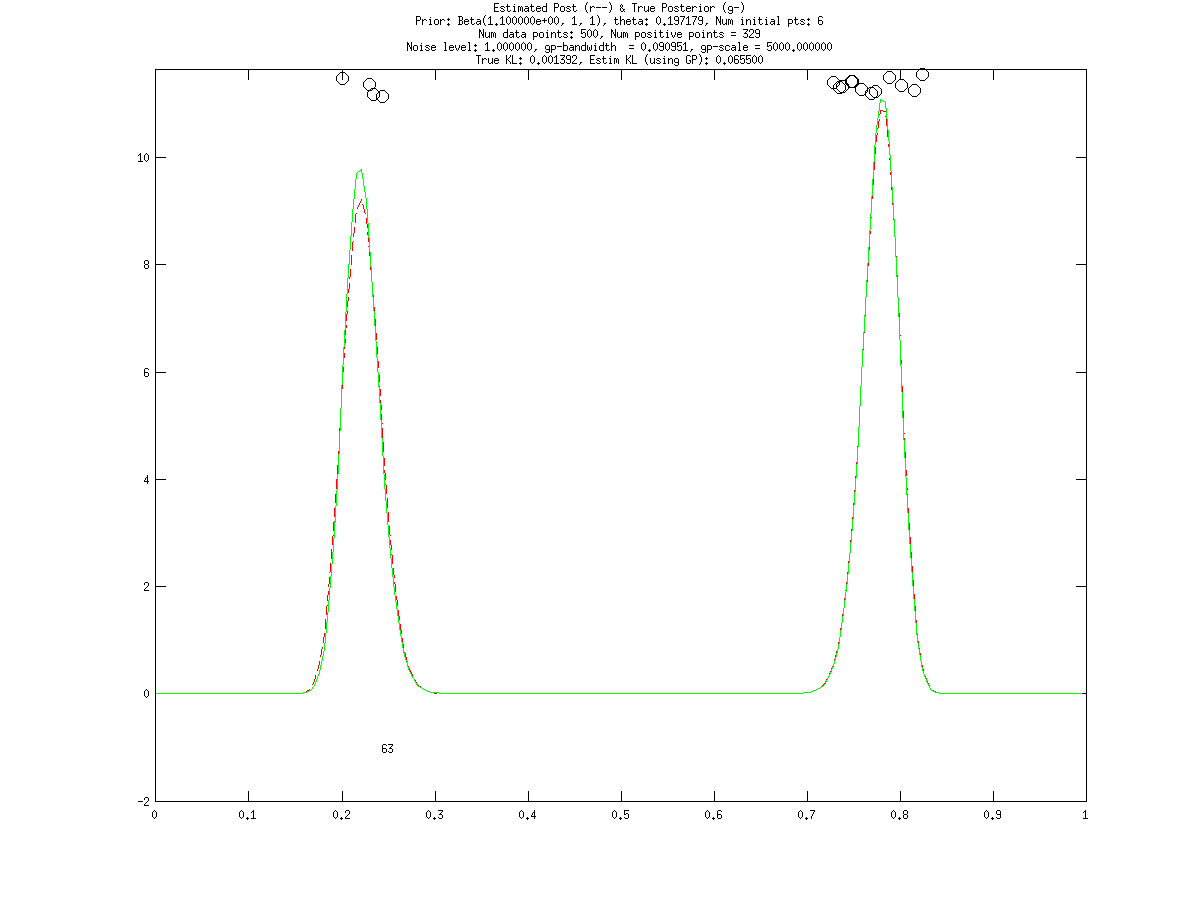 Estimated Post (r--) & True Posterior (g-)
Prior: Beta(1.100000e+00, 1, 1), theta: 0.197179, Num initial pts: 6
Num data points: 500, Num positive points = 329
Noise level: 1.000000, gp-bandwidth  = 0.090951, gp-scale = 5000.000000
True KL: 0.001392, Estim KL (using GP): 0.065500
10
8
6
4
2
0
63
-2
0 0.1 0.2 0.3 0.4 0.5 0.6 0.7 0.8 0.9 1